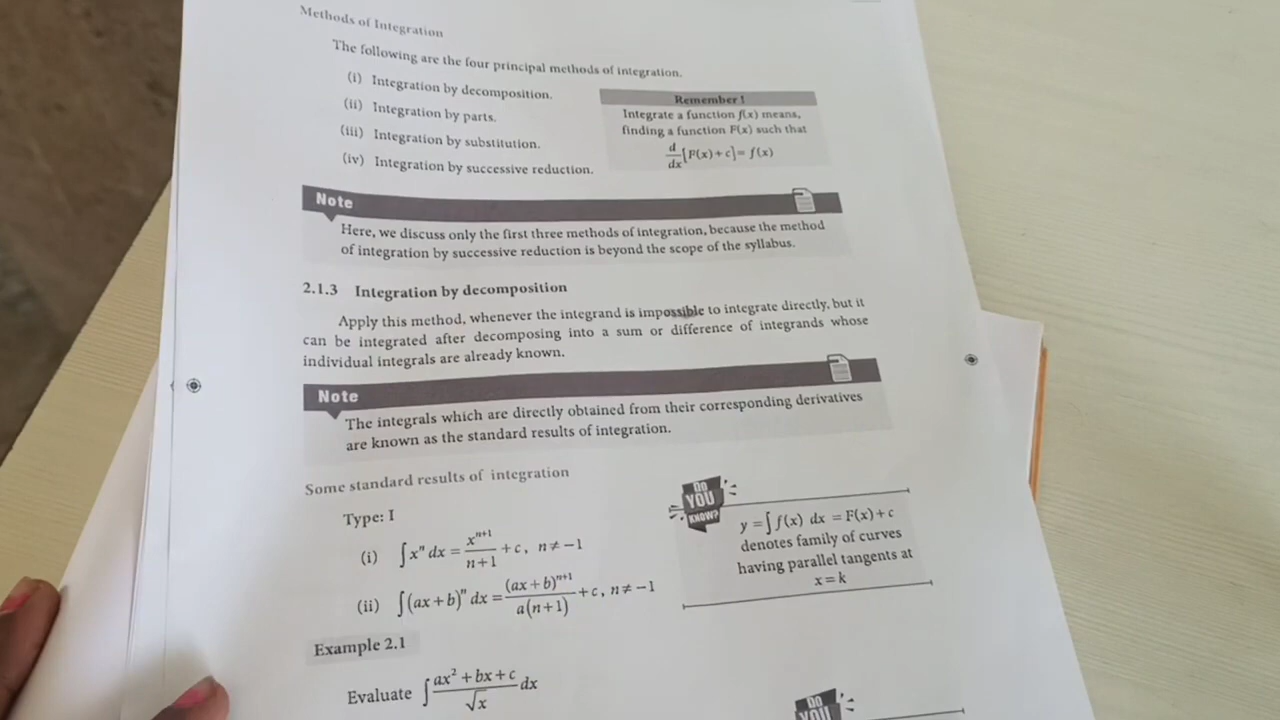 Methods of Integration
The following are the four principal methods of integration.
(i) Integration by decomposition.
(ii) Integration by parts.
(iii) Integration by substitution.
(iv) Integration by successive reduction.
Remember !
Integrate a function f(x) means,
finding a function F(x) such that
d/dx [F(x)+c]= f(x)
Note
Here, we discuss only the first three methods of integration, because the method
of integration by successive reduction is beyond the scope of the syllabus.
2.1.3 Integration by decomposition
Apply this method, whenever the integrand is impossible to integrate directly, but it
can be integrated after decomposing into a sum or difference of integrands whose
individual integrals are already known.
Note
The integrals which are directly obtained from their corresponding derivatives
are known as the standard results of integration.
Some standard results of integration
Type: I
(i) ∫xⁿ dx = xⁿ⁺¹/(n+1) + c, n ≠ −1
(ii) ∫(ax+b)ⁿ dx = (ax+b)ⁿ⁺¹/a(n+1) + c, n ≠ −1
DO
YOU
KNOW?
y = ∫ f(x) dx = F(x)+c
denotes family of curves
having parallel tangents at
x = k
Example 2.1
Evaluate ∫ (ax² + bx + c)/√x dx
DO
YOU